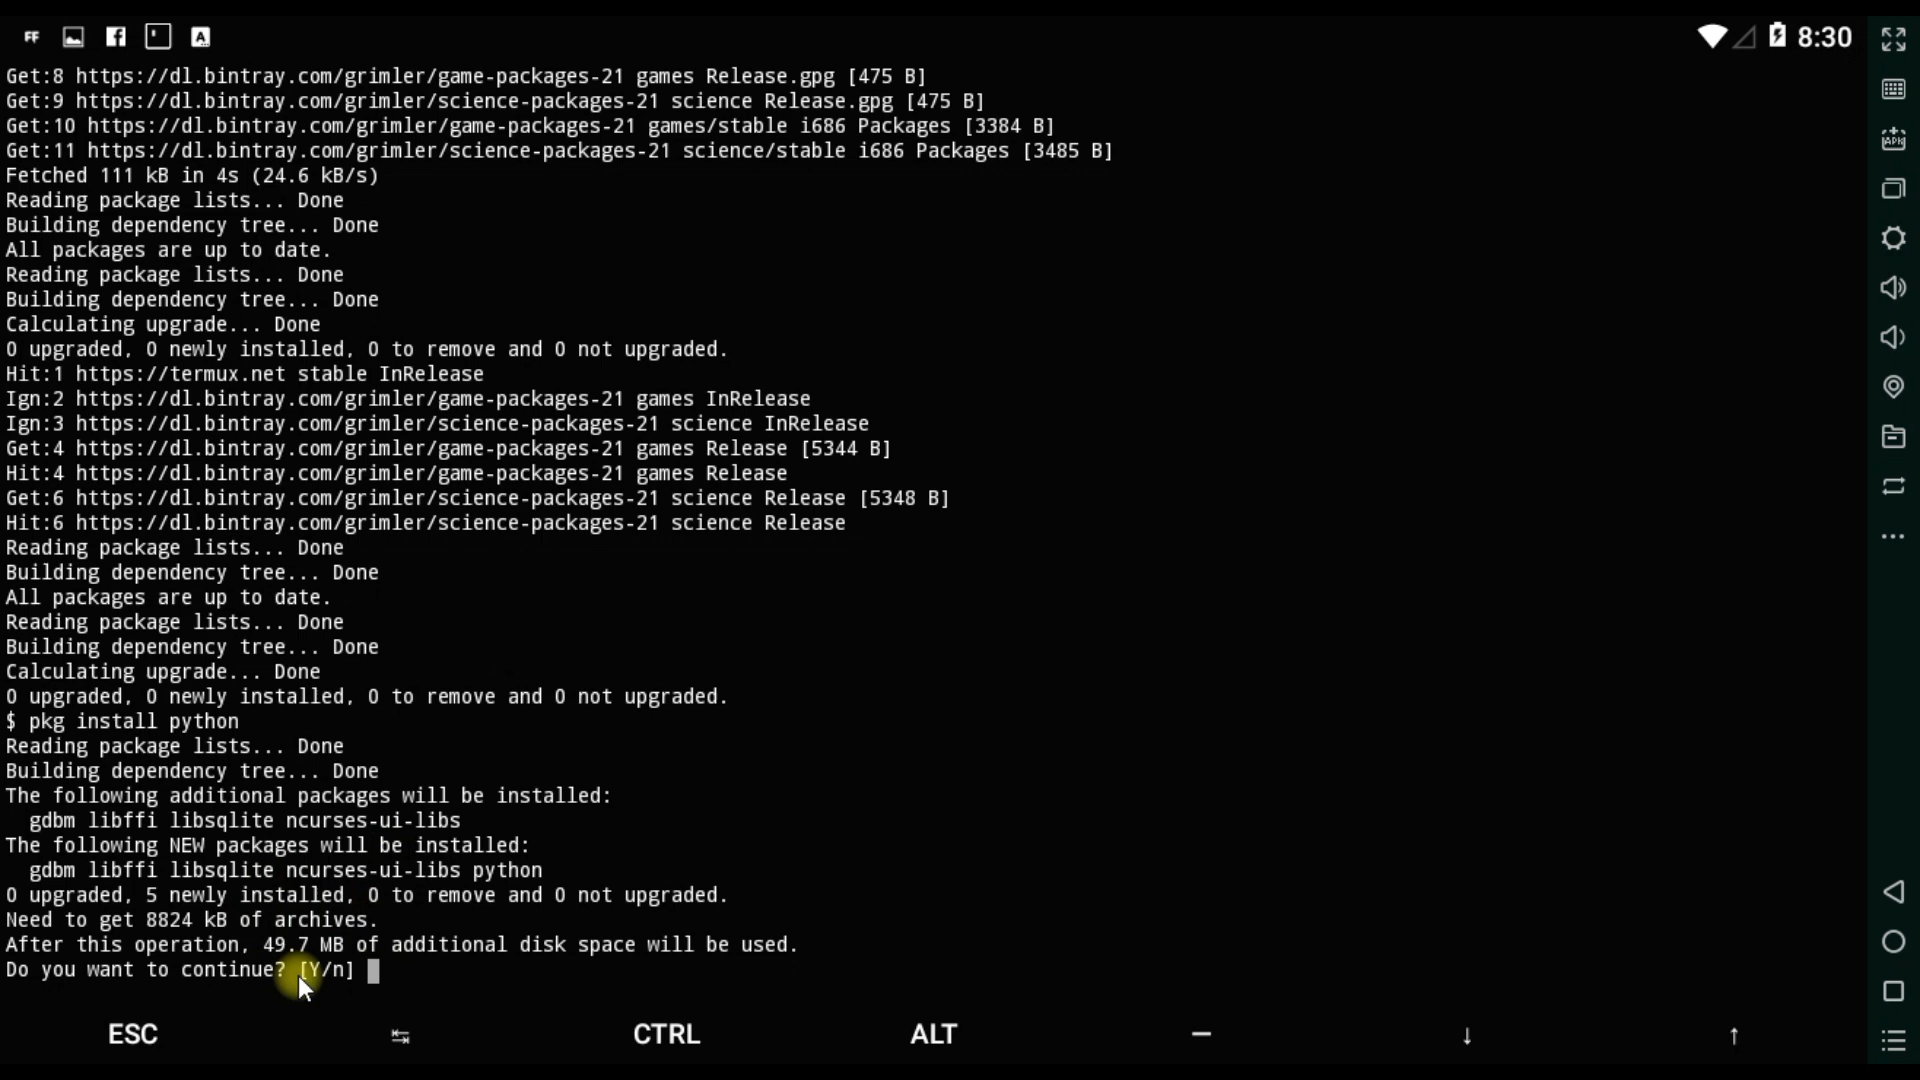 FF
A
8:30
Get:8 https://dl.bintray.com/grimler/game-packages-21 games Release.gpg [475 B]
Get:9 https://dl.bintray.com/grimler/science-packages-21 science Release.gpg [475 B]
Get:10 https://dl.bintray.com/grimler/game-packages-21 games/stable i686 Packages [3384 B]
Get:11 https://dl.bintray.com/grimler/science-packages-21 science/stable i686 Packages [3485 B]
Fetched 111 kB in 4s (24.6 kB/s)
Reading package lists... Done
Building dependency tree... Done
All packages are up to date.
Reading package lists... Done
Building dependency tree... Done
Calculating upgrade... Done
0 upgraded, 0 newly installed, 0 to remove and 0 not upgraded.
Hit:1 https://termux.net stable InRelease
Ign:2 https://dl.bintray.com/grimler/game-packages-21 games InRelease
Ign:3 https://dl.bintray.com/grimler/science-packages-21 science InRelease
Get:4 https://dl.bintray.com/grimler/game-packages-21 games Release [5344 B]
Hit:4 https://dl.bintray.com/grimler/game-packages-21 games Release
Get:6 https://dl.bintray.com/grimler/science-packages-21 science Release [5348 B]
Hit:6 https://dl.bintray.com/grimler/science-packages-21 science Release
Reading package lists... Done
Building dependency tree... Done
All packages are up to date.
Reading package lists... Done
Building dependency tree... Done
Calculating upgrade... Done
0 upgraded, 0 newly installed, 0 to remove and 0 not upgraded.
$ pkg install python
Reading package lists... Done
Building dependency tree... Done
The following additional packages will be installed:
  gdbm libffi libsqlite ncurses-ui-libs
The following NEW packages will be installed:
  gdbm libffi libsqlite ncurses-ui-libs python
0 upgraded, 5 newly installed, 0 to remove and 0 not upgraded.
Need to get 8824 kB of archives.
After this operation, 49.7 MB of additional disk space will be used.
Do you want to continue? [Y/n]
ESC ↹ CTRL ALT — ↓ ↑
APK